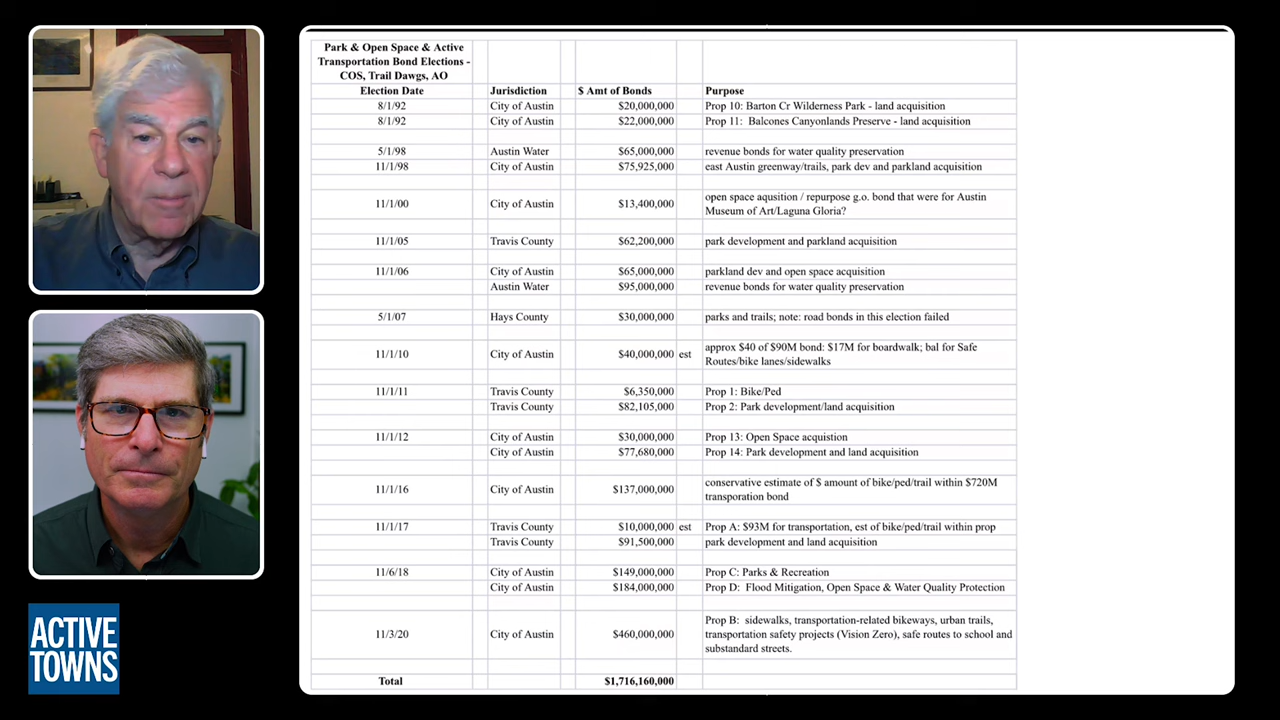 Park & Open Space & Active
Transportation Bond Elections -
COS, Trail Dawgs, AO
Election Date Jurisdiction $ Amt of Bonds Purpose
8/1/92 City of Austin $20,000,000 Prop 10: Barton Cr Wilderness Park - land acquisition
8/1/92 City of Austin $22,000,000 Prop 11: Balcones Canyonlands Preserve - land acquisition
5/1/98 Austin Water $65,000,000 revenue bonds for water quality preservation
11/1/98 City of Austin $75,925,000 east Austin greenway/trails, park dev and parkland acquisition
11/1/00 City of Austin $13,400,000 open space aqusition / repurpose g.o. bond that were for Austin
Museum of Art/Laguna Gloria?
11/1/05 Travis County $62,200,000 park development and parkland acquisition
11/1/06 City of Austin $65,000,000 parkland dev and open space acquisition
Austin Water $95,000,000 revenue bonds for water quality preservation
5/1/07 Hays County $30,000,000 parks and trails; note: road bonds in this election failed
11/1/10 City of Austin $40,000,000 est approx $40 of $90M bond: $17M for boardwalk; bal for Safe
Routes/bike lanes/sidewalks
11/1/11 Travis County $6,350,000 Prop 1: Bike/Ped
Travis County $82,105,000 Prop 2: Park development/land acquisition
11/1/12 City of Austin $30,000,000 Prop 13: Open Space acquistion
City of Austin $77,680,000 Prop 14: Park development and land acquisition
11/1/16 City of Austin $137,000,000 conservative estimate of $ amount of bike/ped/trail within $720M
transporation bond
11/1/17 Travis County $10,000,000 est Prop A: $93M for transportation, est of bike/ped/trail within prop
Travis County $91,500,000 park development and land acquisition
11/6/18 City of Austin $149,000,000 Prop C: Parks & Recreation
City of Austin $184,000,000 Prop D: Flood Mitigation, Open Space & Water Quality Protection
11/3/20 City of Austin $460,000,000 Prop B: sidewalks, transportation-related bikeways, urban trails,
transportation safety projects (Vision Zero), safe routes to school and
substandard streets.
Total $1,716,160,000
ACTIVE
TOWNS